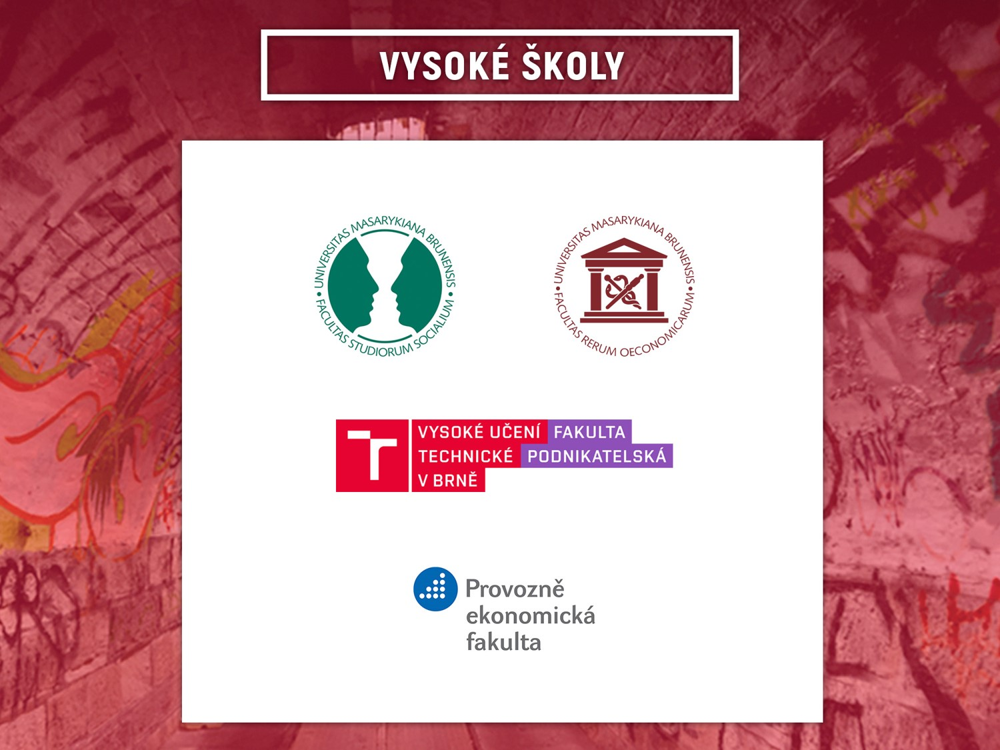 VYSOKÉ ŠKOLY
UNIVERSITAS MASARYKIANA BRUNENSIS
• FACULTAS STUDIORUM SOCIALIUM •
UNIVERSITAS MASARYKIANA BRUNENSIS
• FACULTAS RERUM OECONOMICARUM •
VYSOKÉ UČENÍ FAKULTA
TECHNICKÉ PODNIKATELSKÁ
V BRNĚ
Provozně
ekonomická
fakulta